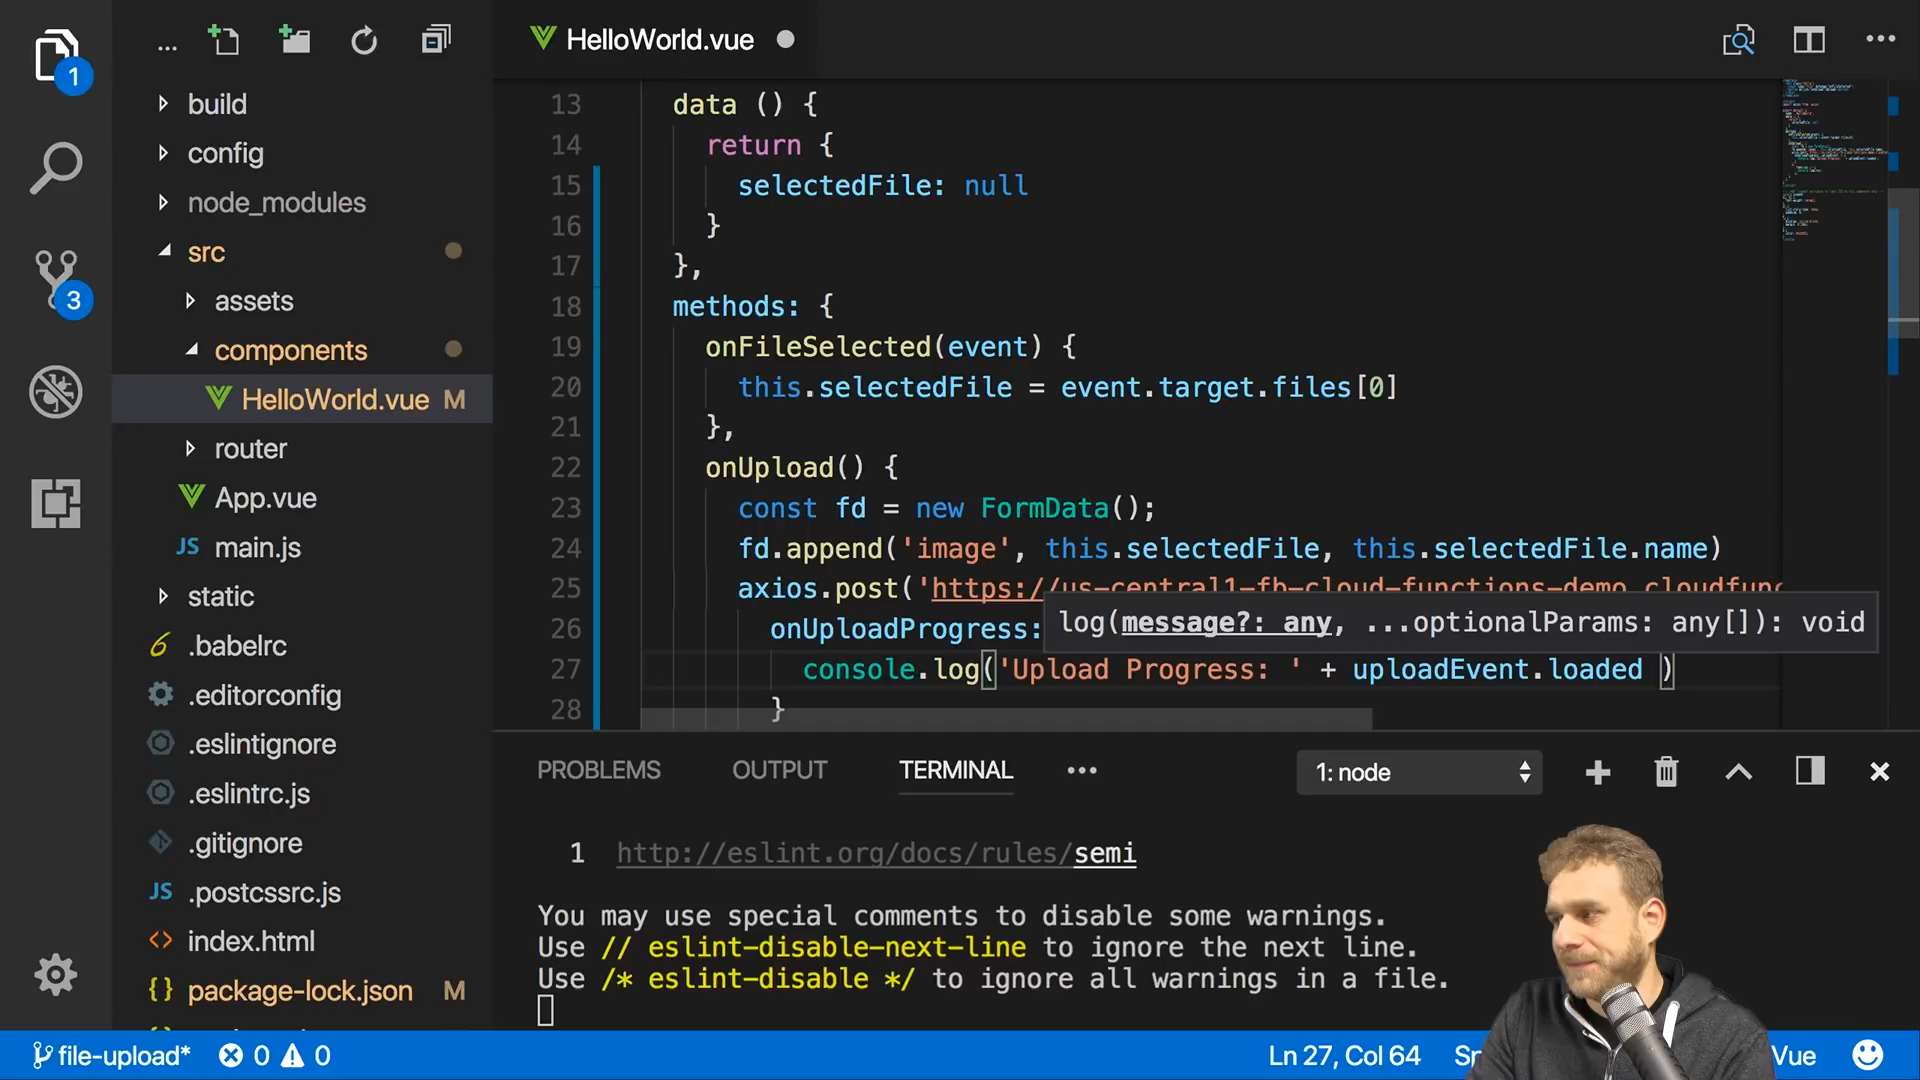 1
3
...
build
config
node_modules
src
assets
components
HelloWorld.vue M
router
App.vue
JS main.js
static
.babelrc
.editorconfig
.eslintignore
.eslintrc.js
.gitignore
JS .postcssrc.js
<> index.html
{} package-lock.json M
HelloWorld.vue
13 data () {
14 return {
15 selectedFile: null
16 }
17 },
18 methods: {
19 onFileSelected(event) {
20 this.selectedFile = event.target.files[0]
21 },
22 onUpload() {
23 const fd = new FormData();
24 fd.append('image', this.selectedFile, this.selectedFile.name)
25 axios.post('https://us-central1-fb-cloud-functions-demo.cloudfunc
26 onUploadProgress:
log(message?: any, ...optionalParams: any[]): void
27 console.log('Upload Progress: ' + uploadEvent.loaded )
28 }
PROBLEMS OUTPUT TERMINAL ... 1: node
1 http://eslint.org/docs/rules/semi
You may use special comments to disable some warnings.
Use // eslint-disable-next-line to ignore the next line.
Use /* eslint-disable */ to ignore all warnings in a file.
file-upload* 0 0 Ln 27, Col 64 Vue